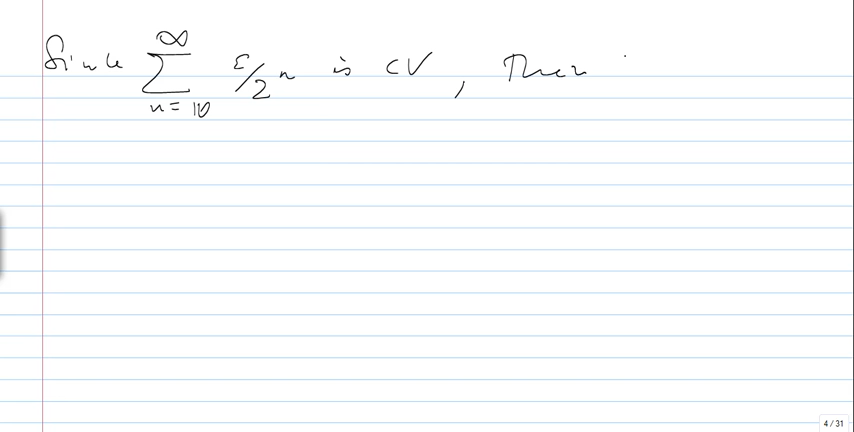 Since ∑_{n=10}^{∞} ε/2^n is CV, Then
4 / 31